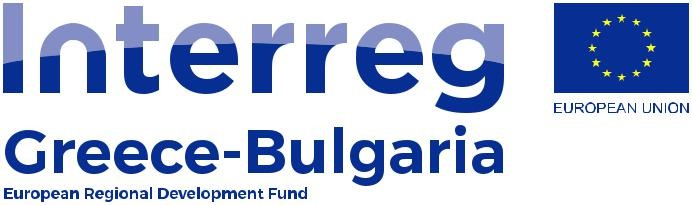 Interreg
EUROPEAN UNION
Greece-Bulgaria
European Regional Development Fund